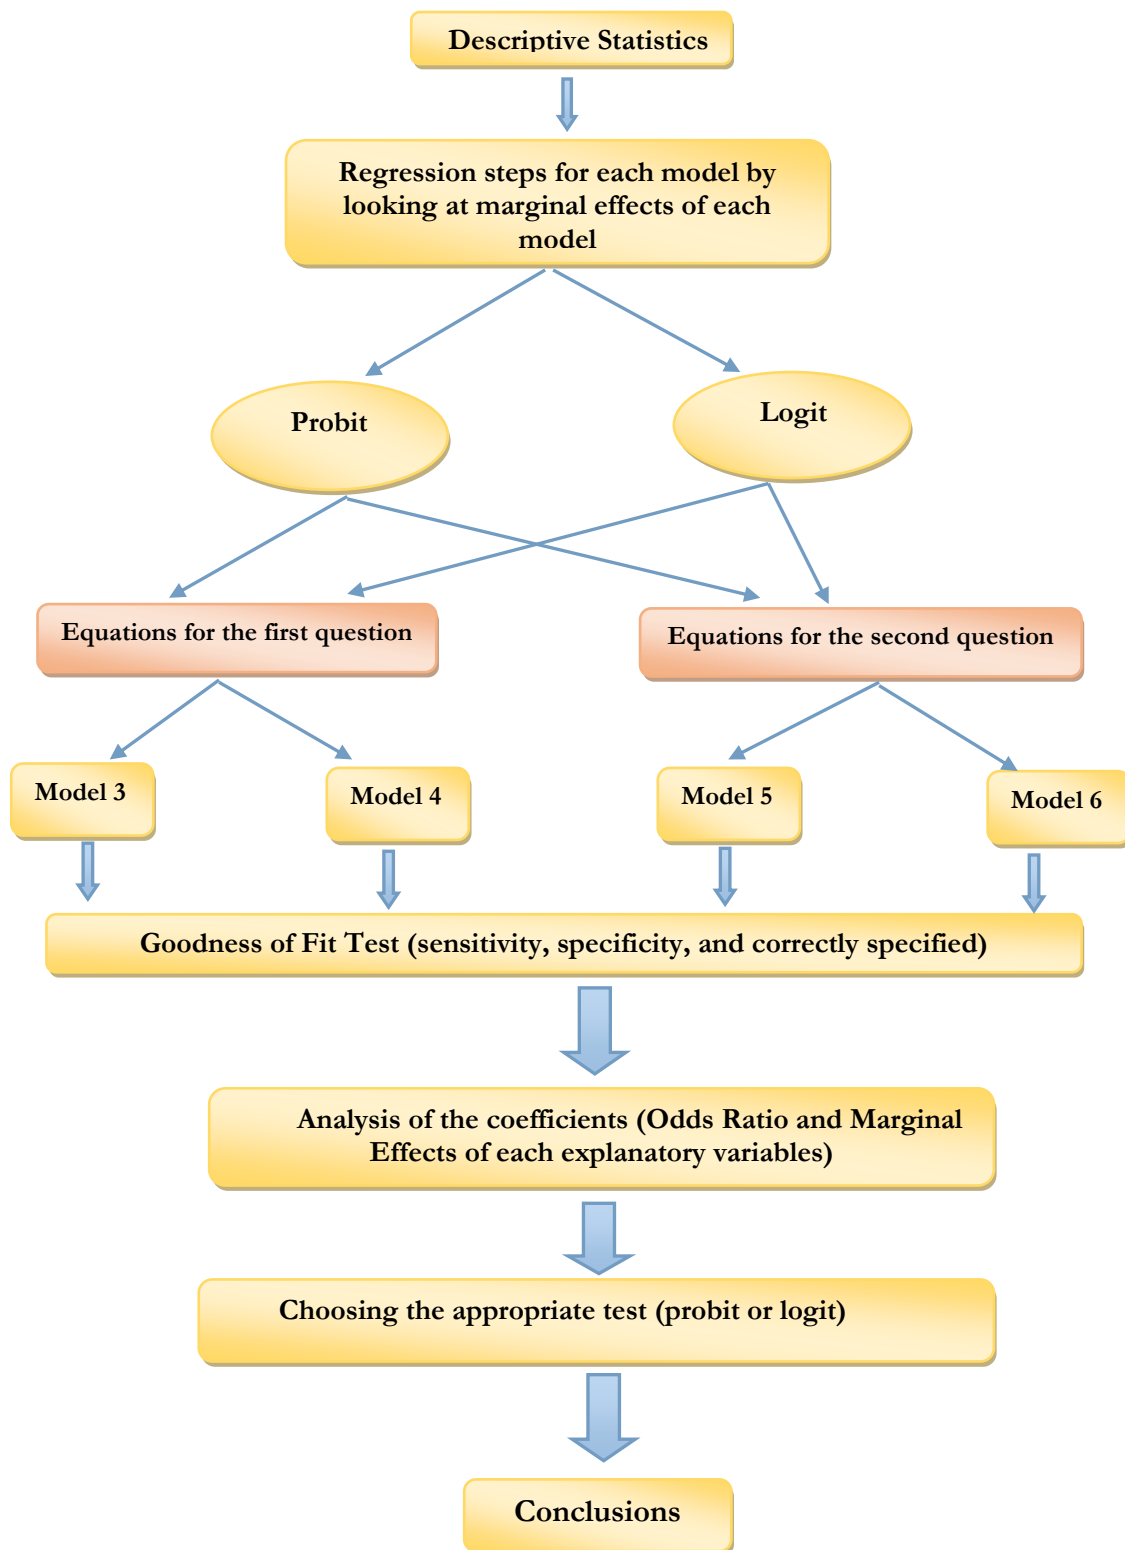 Descriptive Statistics
Regression steps for each model by
looking at marginal effects of each
model
Probit
Logit
Equations for the first question
Equations for the second question
Model 3
Model 4
Model 5
Model 6
Goodness of Fit Test (sensitivity, specificity, and correctly specified)
Analysis of the coefficients (Odds Ratio and Marginal
Effects of each explanatory variables)
Choosing the appropriate test (probit or logit)
Conclusions